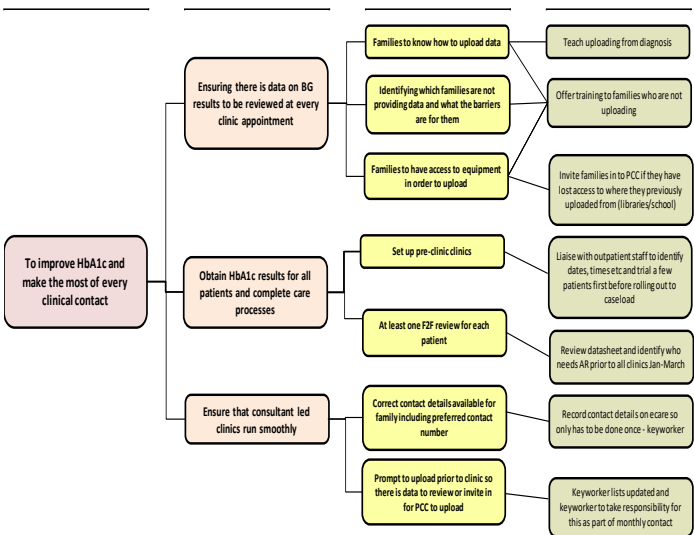 To improve HbA1c and
make the most of every
clinical contact
Ensuring there is data on BG
results to be reviewed at every
clinic appointment
Obtain HbA1c results for all
patients and complete care
processes
Ensure that consultant led
clinics run smoothly
Families to know how to upload data
Identifying which families are not
providing data and what the barriers
are for them
Families to have access to equipment
in order to upload
Set up pre-clinic clinics
At least one F2F review for each
patient
Correct contact details available for
family including preferred contact
number
Prompt to upload prior to clinic so
there is data to review or invite in
for PCC to upload
Teach uploading from diagnosis
Offer training to families who are not
uploading
Invite families in to PCC if they have
lost access to where they previously
uploaded from (libraries/school)
Liaise with outpatient staff to identify
dates, times etc and trial a few
patients first before rolling out to
caseload
Review datasheet and identify who
needs AR prior to all clinics Jan-March
Record contact details on ecare so
only has to be done once - keyworker
Keyworker lists updated and
keyworker to take responsibility for
this as part of monthly contact